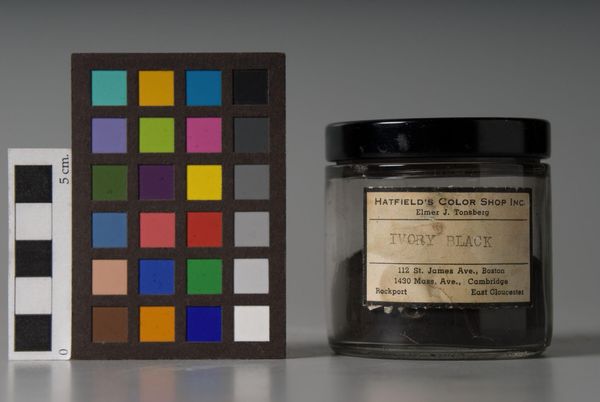 5 cm.
0
HATFIELD'S COLOR SHOP INC.
Elmer J. Tonsberg
IVORY BLACK
112 St. James Ave., Boston
1430 Mass. Ave., Cambridge
Rockport East Gloucester